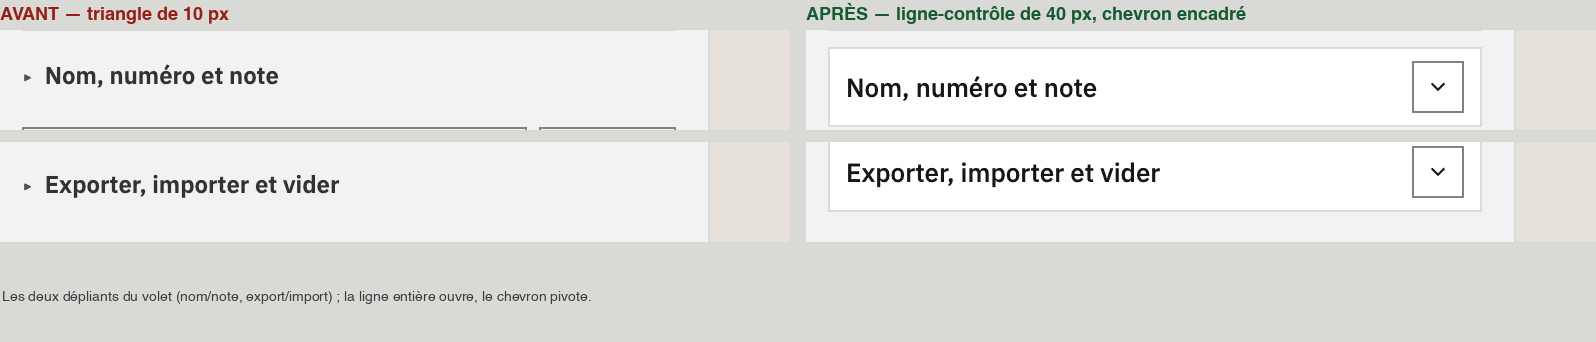 AVANT — triangle de 10 px
APRÈS — ligne-contrôle de 40 px, chevron encadré
Nom, numéro et note
Nom, numéro et note
Exporter, importer et vider
Exporter, importer et vider
Les deux dépliants du volet (nom/note, export/import) ; la ligne entière ouvre, le chevron pivote.